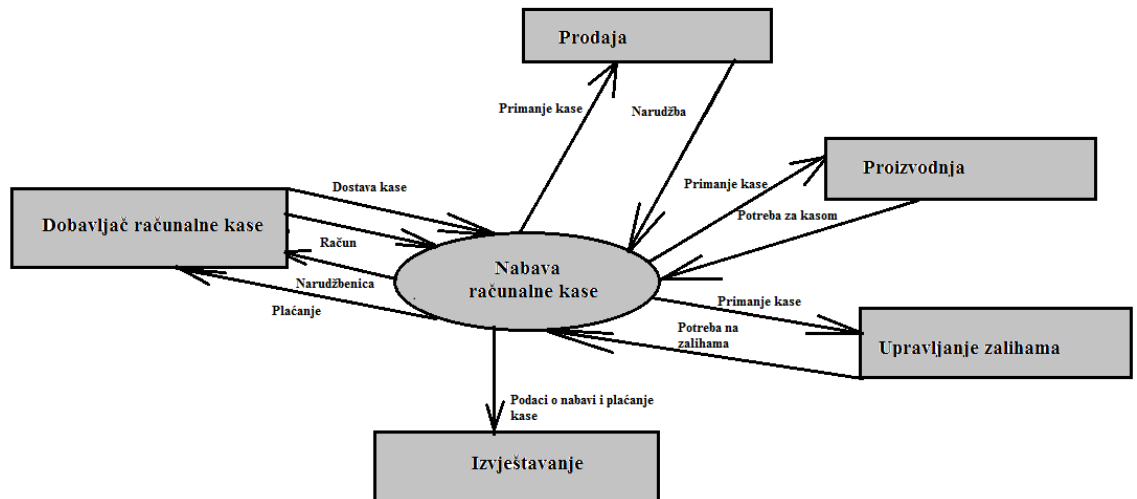 Prodaja
Primanje kase
Narudžba
Proizvodnja
Primanje kase
Potreba za kasom
Dostava kase
Dobavljač računalne kase
Račun
Narudžbenica
Plaćanje
Nabava
računalne kase
Primanje kase
Potreba na
zalihama
Upravljanje zalihama
Podaci o nabavi i plaćanje
kase
Izvještavanje